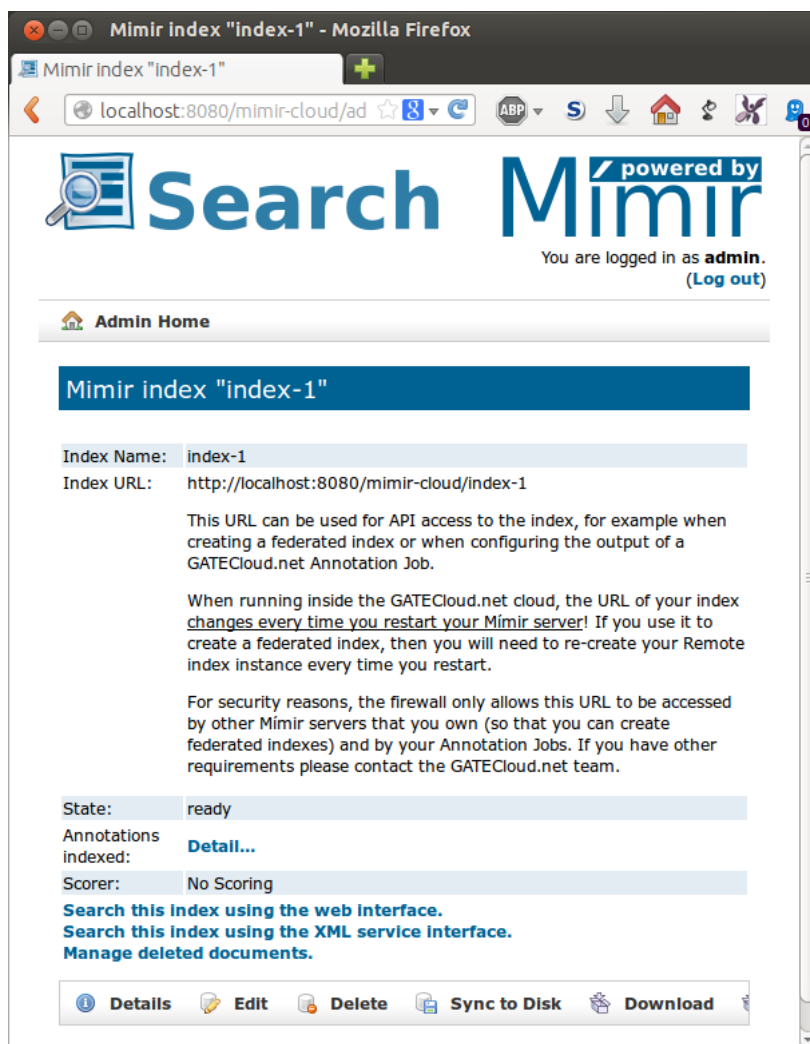 Mimir index "index-1" - Mozilla Firefox
Mimir index "index-1"
localhost:8080/mimir-cloud/ad
8
ABP
S
0
Search
powered by
Mímir
You are logged in as admin.
(Log out)
Admin Home
Mimir index "index-1"
Index Name: index-1
Index URL: http://localhost:8080/mimir-cloud/index-1
This URL can be used for API access to the index, for example when
creating a federated index or when configuring the output of a
GATECloud.net Annotation Job.
When running inside the GATECloud.net cloud, the URL of your index
changes every time you restart your Mímir server! If you use it to
create a federated index, then you will need to re-create your Remote
index instance every time you restart.
For security reasons, the firewall only allows this URL to be accessed
by other Mímir servers that you own (so that you can create
federated indexes) and by your Annotation Jobs. If you have other
requirements please contact the GATECloud.net team.
State: ready
Annotations
indexed: Detail...
Scorer: No Scoring
Search this index using the web interface.
Search this index using the XML service interface.
Manage deleted documents.
Details Edit Delete Sync to Disk Download